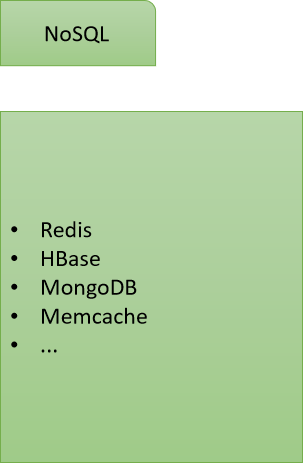 NoSQL
• Redis
• HBase
• MongoDB
• Memcache
• ...